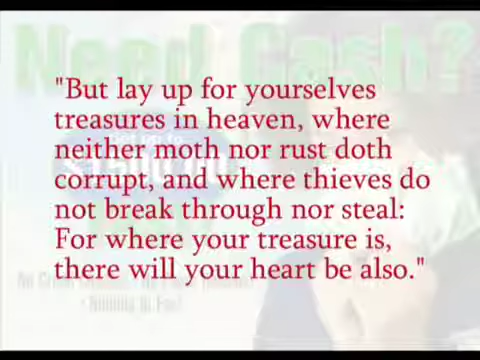 Need Cash?
"But lay up for yourselves
treasures in heaven, where
neither moth nor rust doth
corrupt, and where thieves do
not break through nor steal:
For where your treasure is,
there will your heart be also."